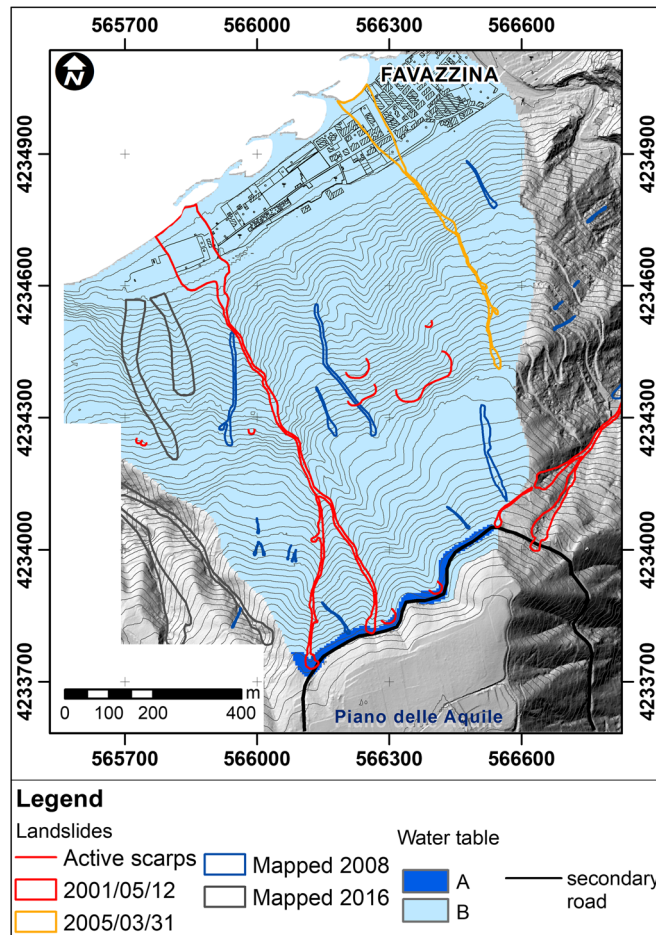 565700 566000 566300 566600
N
FAVAZZINA
4234900 4234900
4234600 4234600
4234300 4234300
4234000 4234000
4233700 4233700
0 100 200 400 m
Piano delle Aquile
565700 566000 566300 566600
Legend
Landslides
Active scarps
2001/05/12
2005/03/31
Mapped 2008
Mapped 2016
Water table
A
B
secondary
road